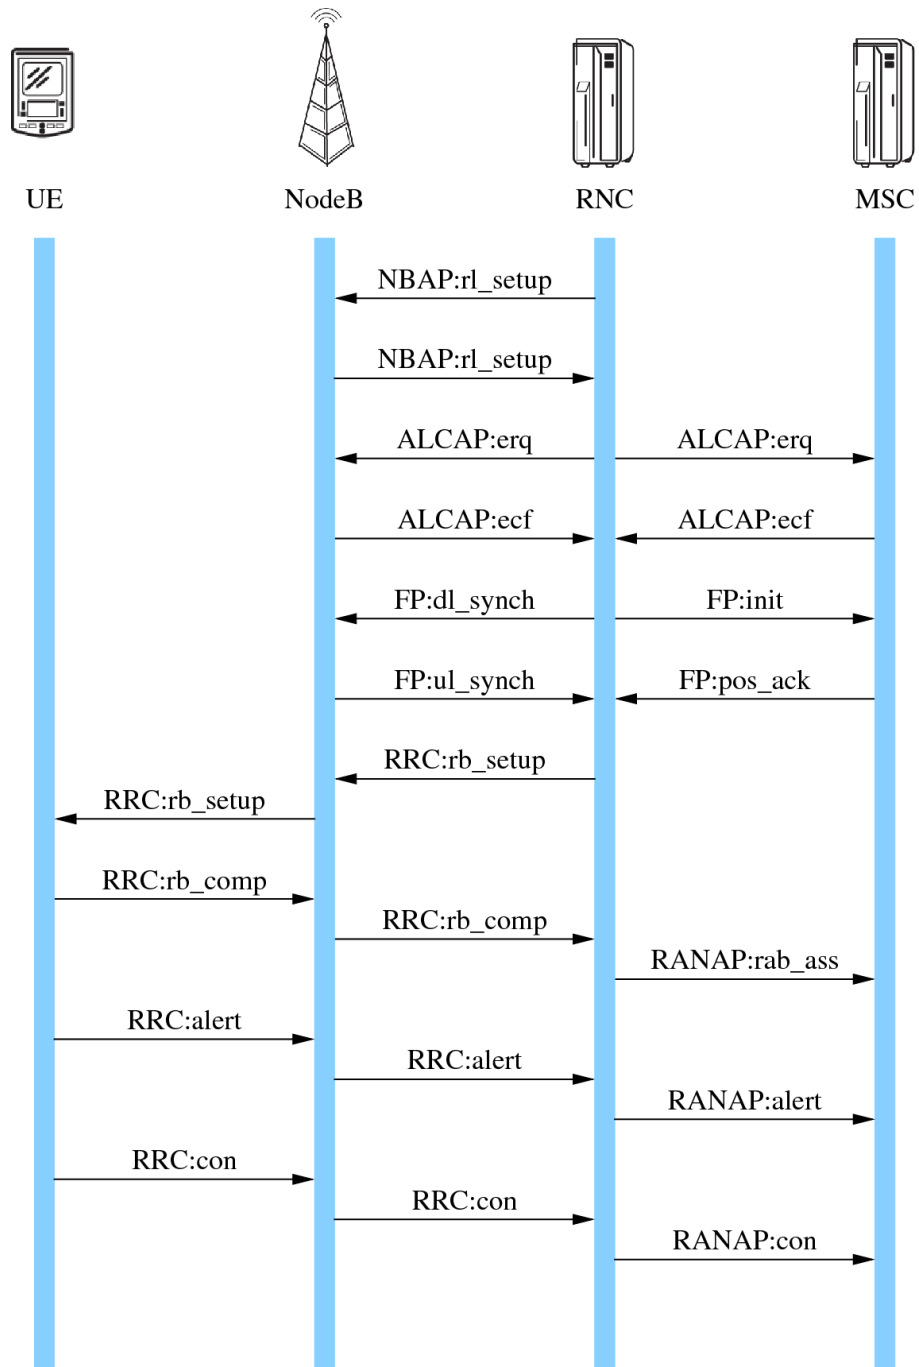 UE
NodeB
RNC
MSC
NBAP:rl_setup
NBAP:rl_setup
ALCAP:erq
ALCAP:erq
ALCAP:ecf
ALCAP:ecf
FP:dl_synch
FP:init
FP:ul_synch
FP:pos_ack
RRC:rb_setup
RRC:rb_setup
RRC:rb_comp
RRC:rb_comp
RANAP:rab_ass
RRC:alert
RRC:alert
RANAP:alert
RRC:con
RRC:con
RANAP:con